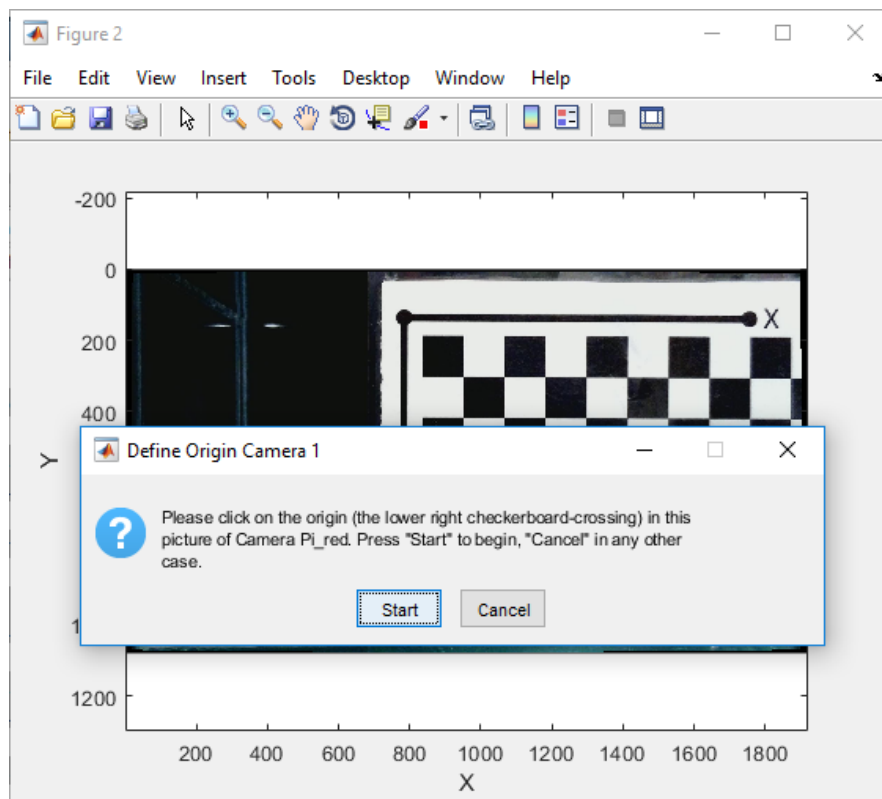 Figure 2
File Edit View Insert Tools Desktop Window Help
-200
0
X
200
400
Y
Define Origin Camera 1
Please click on the origin (the lower right checkerboard-crossing) in this
picture of Camera Pi_red. Press "Start" to begin, "Cancel" in any other
case.
Start Cancel
1200
200 400 600 800 1000 1200 1400 1600 1800
X